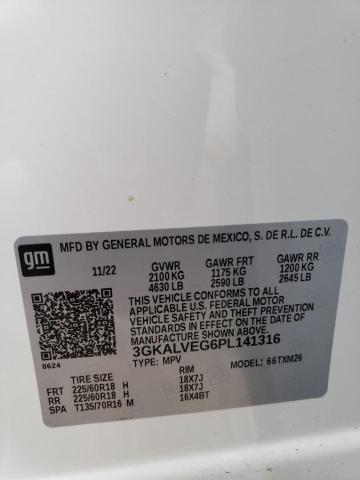 gm
MFD BY GENERAL MOTORS DE MEXICO, S. DE R.L. DE C.V.
11/22 GVWR GAWR FRT GAWR RR
2100 KG 1175 KG 1200 KG
4630 LB 2590 LB 2645 LB
THIS VEHICLE CONFORMS TO ALL
APPLICABLE U.S. FEDERAL MOTOR VEHICLE
SAFETY, BUMPER, AND THEFT PREVENTION
STANDARDS IN EFFECT ON THE DATE OF
MANUFACTURE SHOWN ABOVE.
3GKALVEG6PL141316
8624 TYPE: MPV MODEL: 66TXM26
TIRE SIZE RIM
FRT 225/60R18 H 18X7J
RR 225/60R18 H 18X7J
SPA T135/70R16 M 16X4BT